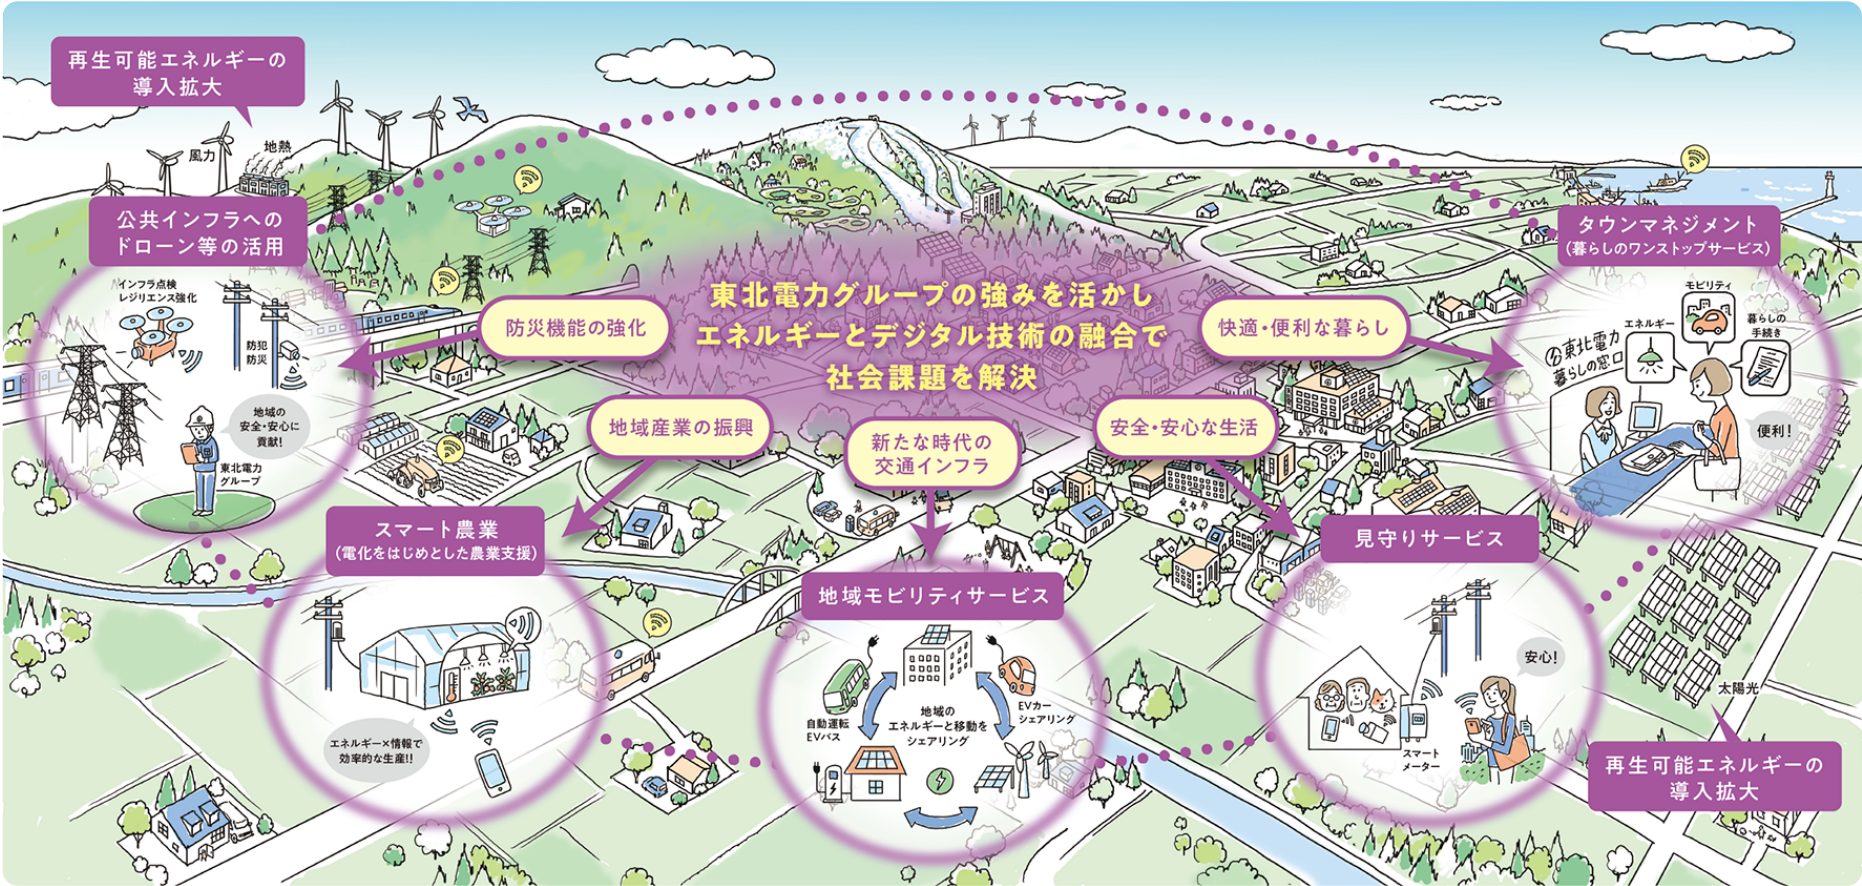 再生可能エネルギーの
導入拡大
風力
地熱
公共インフラへの
ドローン等の活用
インフラ点検
レジリエンス強化
防犯
防災
地域の
安全・安心に
貢献!
東北電力
グループ
防災機能の強化
東北電力グループの強みを活かし
エネルギーとデジタル技術の融合で
社会課題を解決
快適・便利な暮らし
タウンマネジメント
(暮らしのワンストップサービス)
モビリティ
エネルギー
暮らしの
手続き
東北電力
暮らしの窓口
便利!
地域産業の振興
新たな時代の
交通インフラ
安全・安心な生活
スマート農業
(電化をはじめとした農業支援)
エネルギー×情報で
効率的な生産!!
地域モビリティサービス
自動運転
EVバス
地域の
エネルギーと移動を
シェアリング
EVカー
シェアリング
見守りサービス
安心!
スマート
メーター
太陽光
再生可能エネルギーの
導入拡大